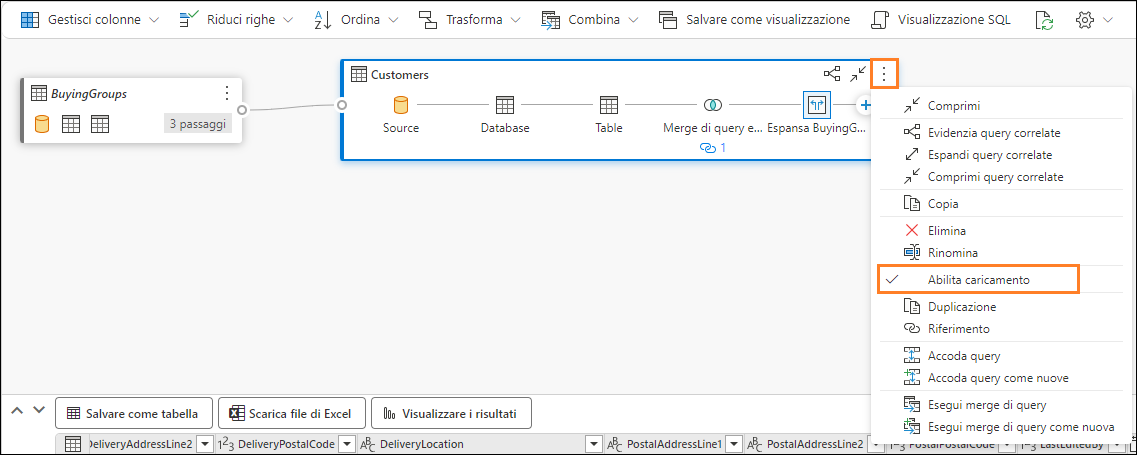 Gestisci colonne
Riduci righe
Ordina
Trasforma
Combina
Salvare come visualizzazione
Visualizzazione SQL
BuyingGroups
3 passaggi
Customers
Source
Database
Table
Merge di query e...
Espansa BuyingG...
1
Comprimi
Evidenzia query correlate
Espandi query correlate
Comprimi query correlate
Copia
Elimina
Rinomina
Abilita caricamento
Duplicazione
Riferimento
Accoda query
Accoda query come nuove
Esegui merge di query
Esegui merge di query come nuova
Salvare come tabella
Scarica file di Excel
Visualizzare i risultati
DeliveryAddressLine2
DeliveryPostalCode
DeliveryLocation
PostalAddressLine1
PostalAddressLine2
PostalPostalCode
LastEditedBy